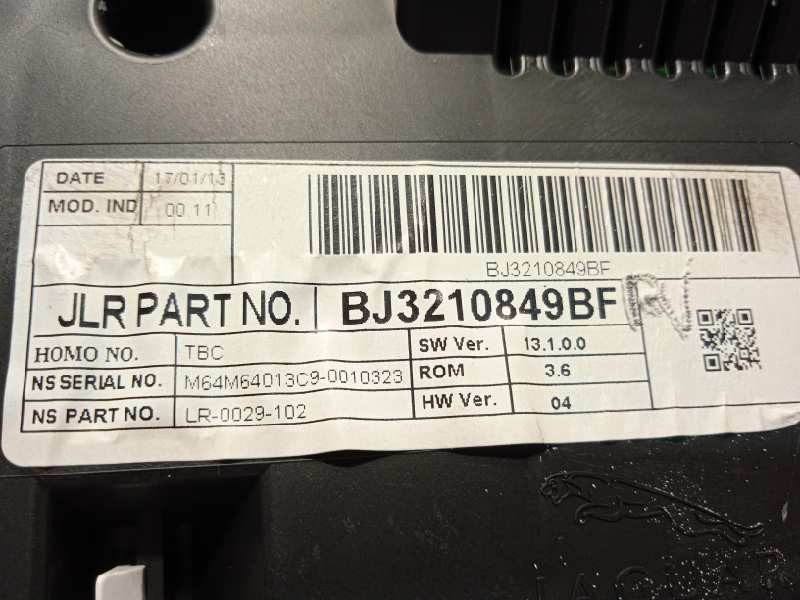 DATE 17/01/13
MOD. IND 00.11
BJ3210849BF
JLR PART NO. BJ3210849BF
HOMO NO. TBC
NS SERIAL NO. M64M64013C9-0010323
NS PART NO. LR-0029-102
SW Ver. 13.1.0.0
ROM 3.6
HW Ver. 04
JAGUAR